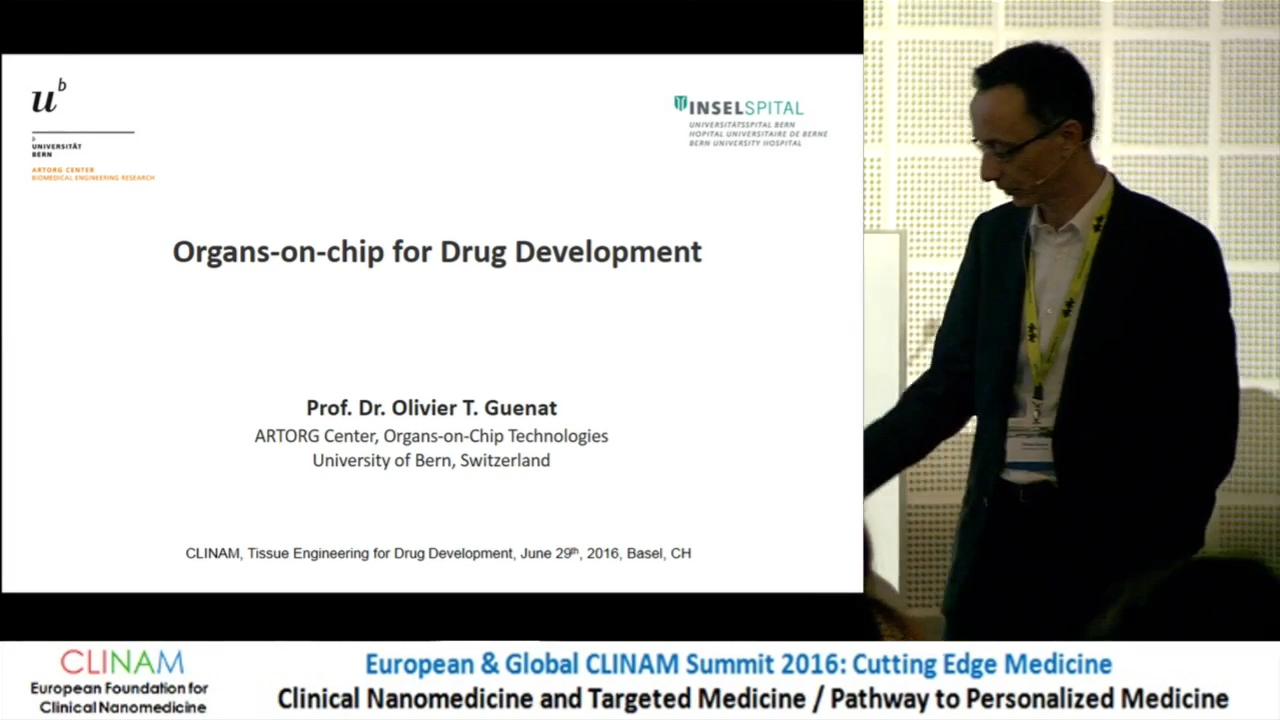 u^b
b
UNIVERSITÄT
BERN
ARTORG CENTER
BIOMEDICAL ENGINEERING RESEARCH
INSELSPITAL
UNIVERSITÄTSSPITAL BERN
HOPITAL UNIVERSITAIRE DE BERNE
BERN UNIVERSITY HOSPITAL
Organs-on-chip for Drug Development
Prof. Dr. Olivier T. Guenat
ARTORG Center, Organs-on-Chip Technologies
University of Bern, Switzerland
CLINAM, Tissue Engineering for Drug Development, June 29th, 2016, Basel, CH
CLINAM
European Foundation for
Clinical Nanomedicine
European & Global CLINAM Summit 2016: Cutting Edge Medicine
Clinical Nanomedicine and Targeted Medicine / Pathway to Personalized Medicine